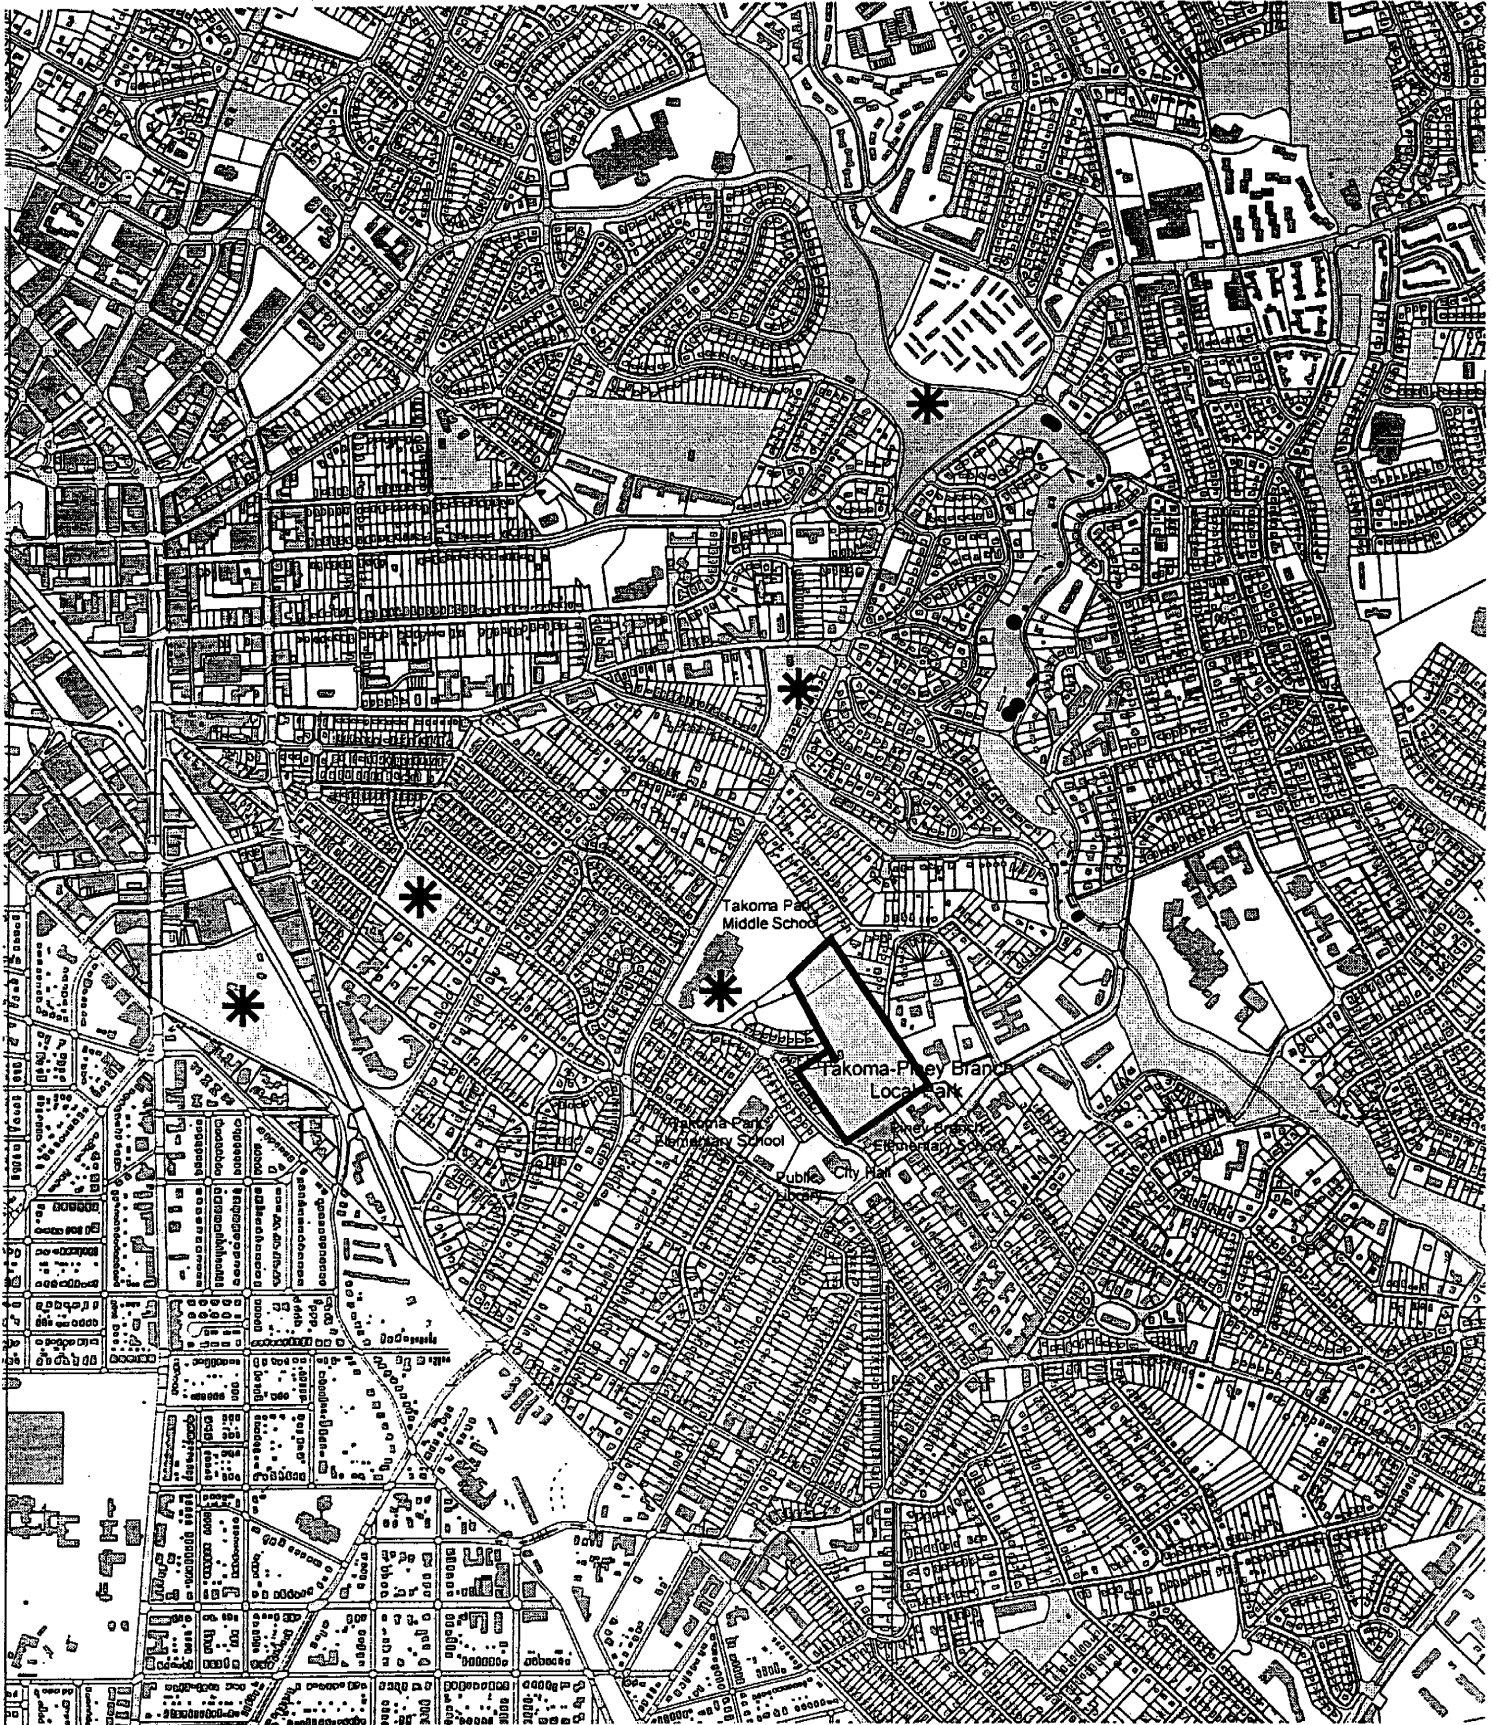 Takoma Park
Middle School
Takoma-Piney Branch
Local Park
Takoma Park
Elementary School
Piney Branch
Elementary School
Public
Library
City Hall